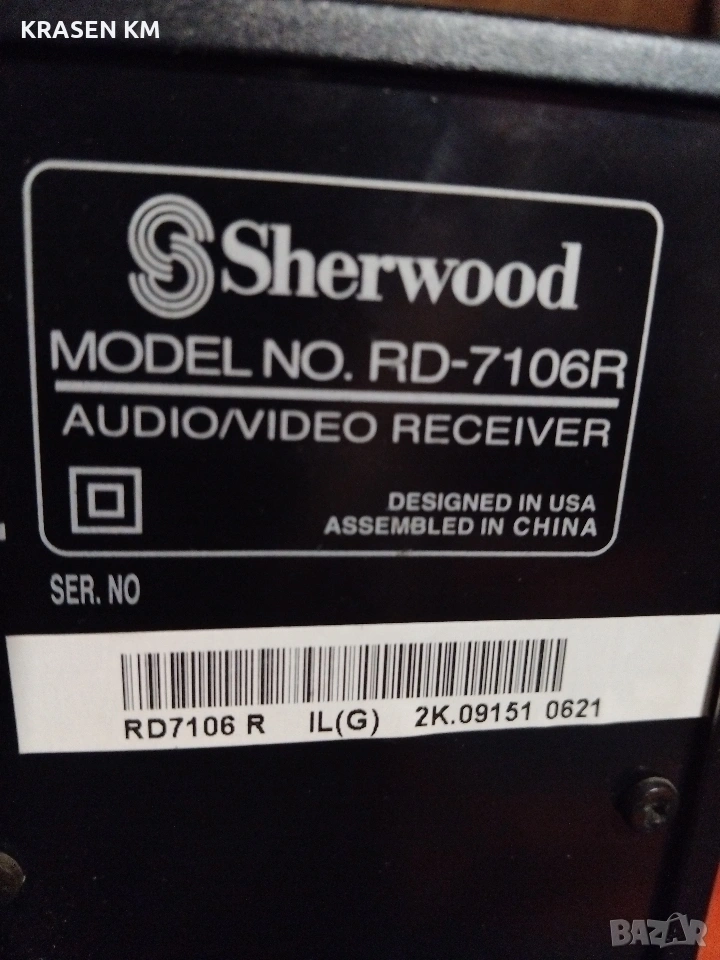 KRASEN KM
Sherwood
MODEL NO. RD-7106R
AUDIO/VIDEO RECEIVER
DESIGNED IN USA
ASSEMBLED IN CHINA
SER. NO
RD7106 R IL(G) 2K.09151 0621
BAZAR